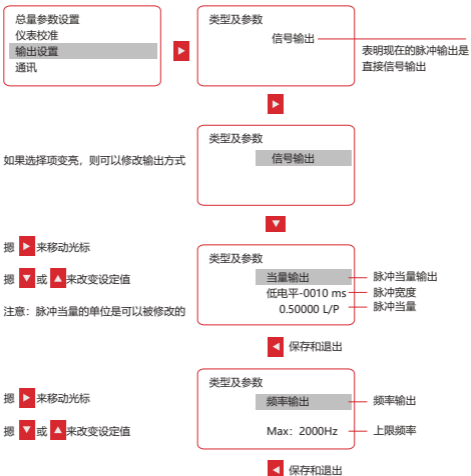 总量参数设置
仪表校准
输出设置
通讯
类型及参数
信号输出
表明现在的脉冲输出是
直接信号输出
如果选择项变亮，则可以修改输出方式
类型及参数
信号输出
摁 来移动光标
摁 或 来改变设定值
注意：脉冲当量的单位是可以被修改的
类型及参数
当量输出 脉冲当量输出
低电平-0010 ms 脉冲宽度
0.50000 L/P 脉冲当量
保存和退出
摁 来移动光标
摁 或 来改变设定值
类型及参数
频率输出 频率输出
Max：2000Hz 上限频率
保存和退出